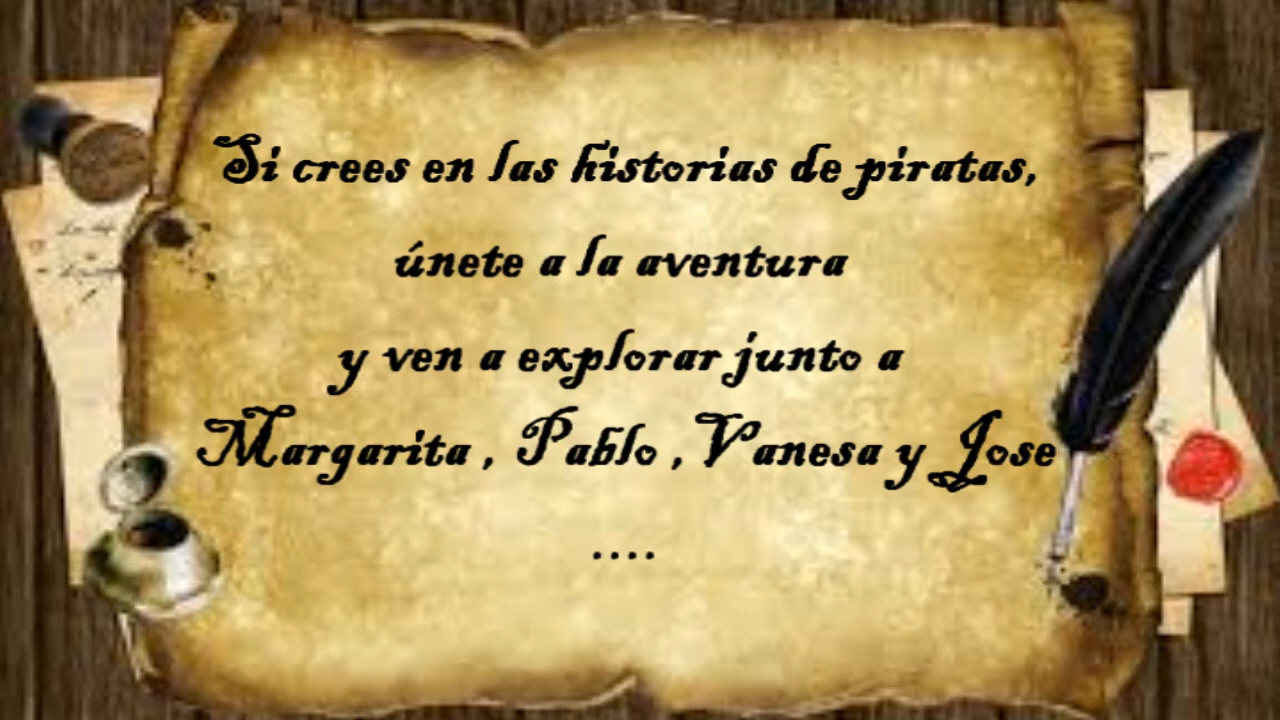 Si crees en las historias de piratas,
únete a la aventura
y ven a explorar junto a
Margarita , Pablo , Vanesa y Jose
....